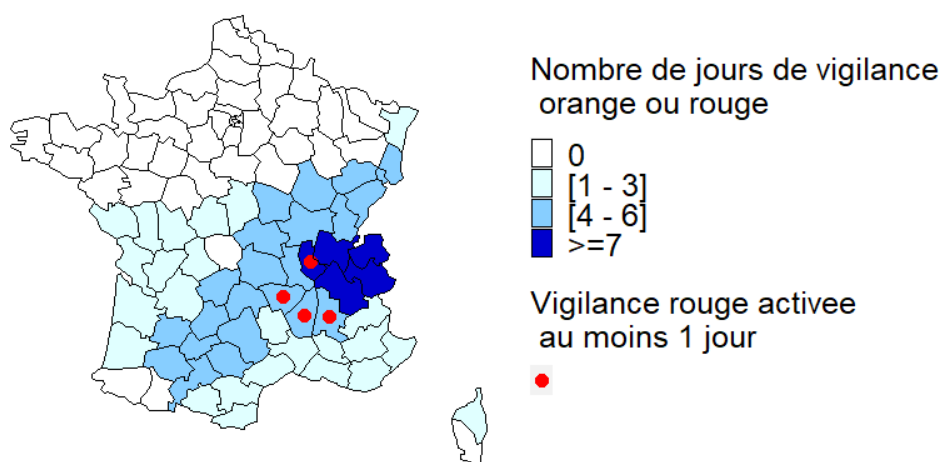 Nombre de jours de vigilance
orange ou rouge
0
[1 - 3]
[4 - 6]
>=7
Vigilance rouge activee
au moins 1 jour